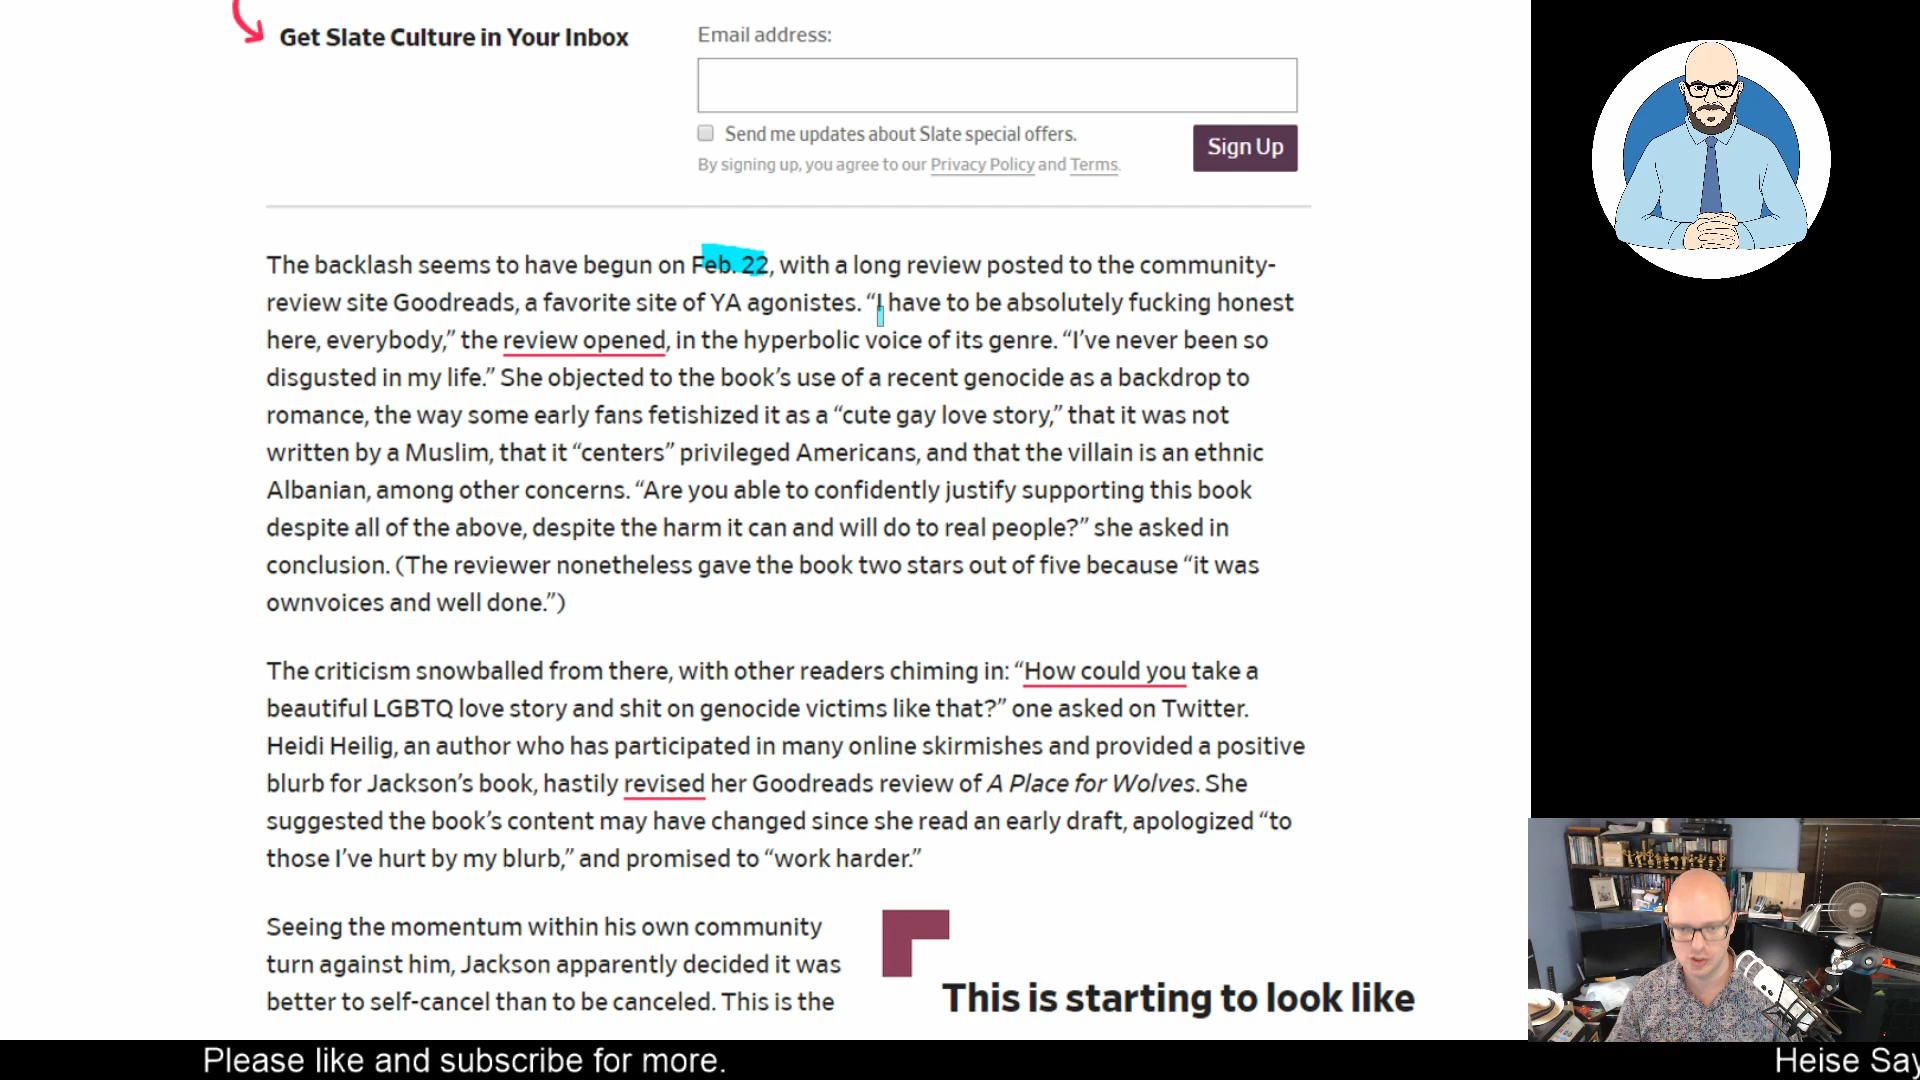 Get Slate Culture in Your Inbox
Email address:
Send me updates about Slate special offers.
By signing up, you agree to our Privacy Policy and Terms.
Sign Up
The backlash seems to have begun on Feb. 22, with a long review posted to the community-
review site Goodreads, a favorite site of YA agonistes. “I have to be absolutely fucking honest
here, everybody,” the review opened, in the hyperbolic voice of its genre. “I’ve never been so
disgusted in my life.” She objected to the book’s use of a recent genocide as a backdrop to
romance, the way some early fans fetishized it as a “cute gay love story,” that it was not
written by a Muslim, that it “centers” privileged Americans, and that the villain is an ethnic
Albanian, among other concerns. “Are you able to confidently justify supporting this book
despite all of the above, despite the harm it can and will do to real people?” she asked in
conclusion. (The reviewer nonetheless gave the book two stars out of five because “it was
ownvoices and well done.”)
The criticism snowballed from there, with other readers chiming in: “How could you take a
beautiful LGBTQ love story and shit on genocide victims like that?” one asked on Twitter.
Heidi Heilig, an author who has participated in many online skirmishes and provided a positive
blurb for Jackson’s book, hastily revised her Goodreads review of A Place for Wolves. She
suggested the book’s content may have changed since she read an early draft, apologized “to
those I’ve hurt by my blurb,” and promised to “work harder.”
Seeing the momentum within his own community
turn against him, Jackson apparently decided it was
better to self-cancel than to be canceled. This is the
This is starting to look like
Please like and subscribe for more.
Heise Say